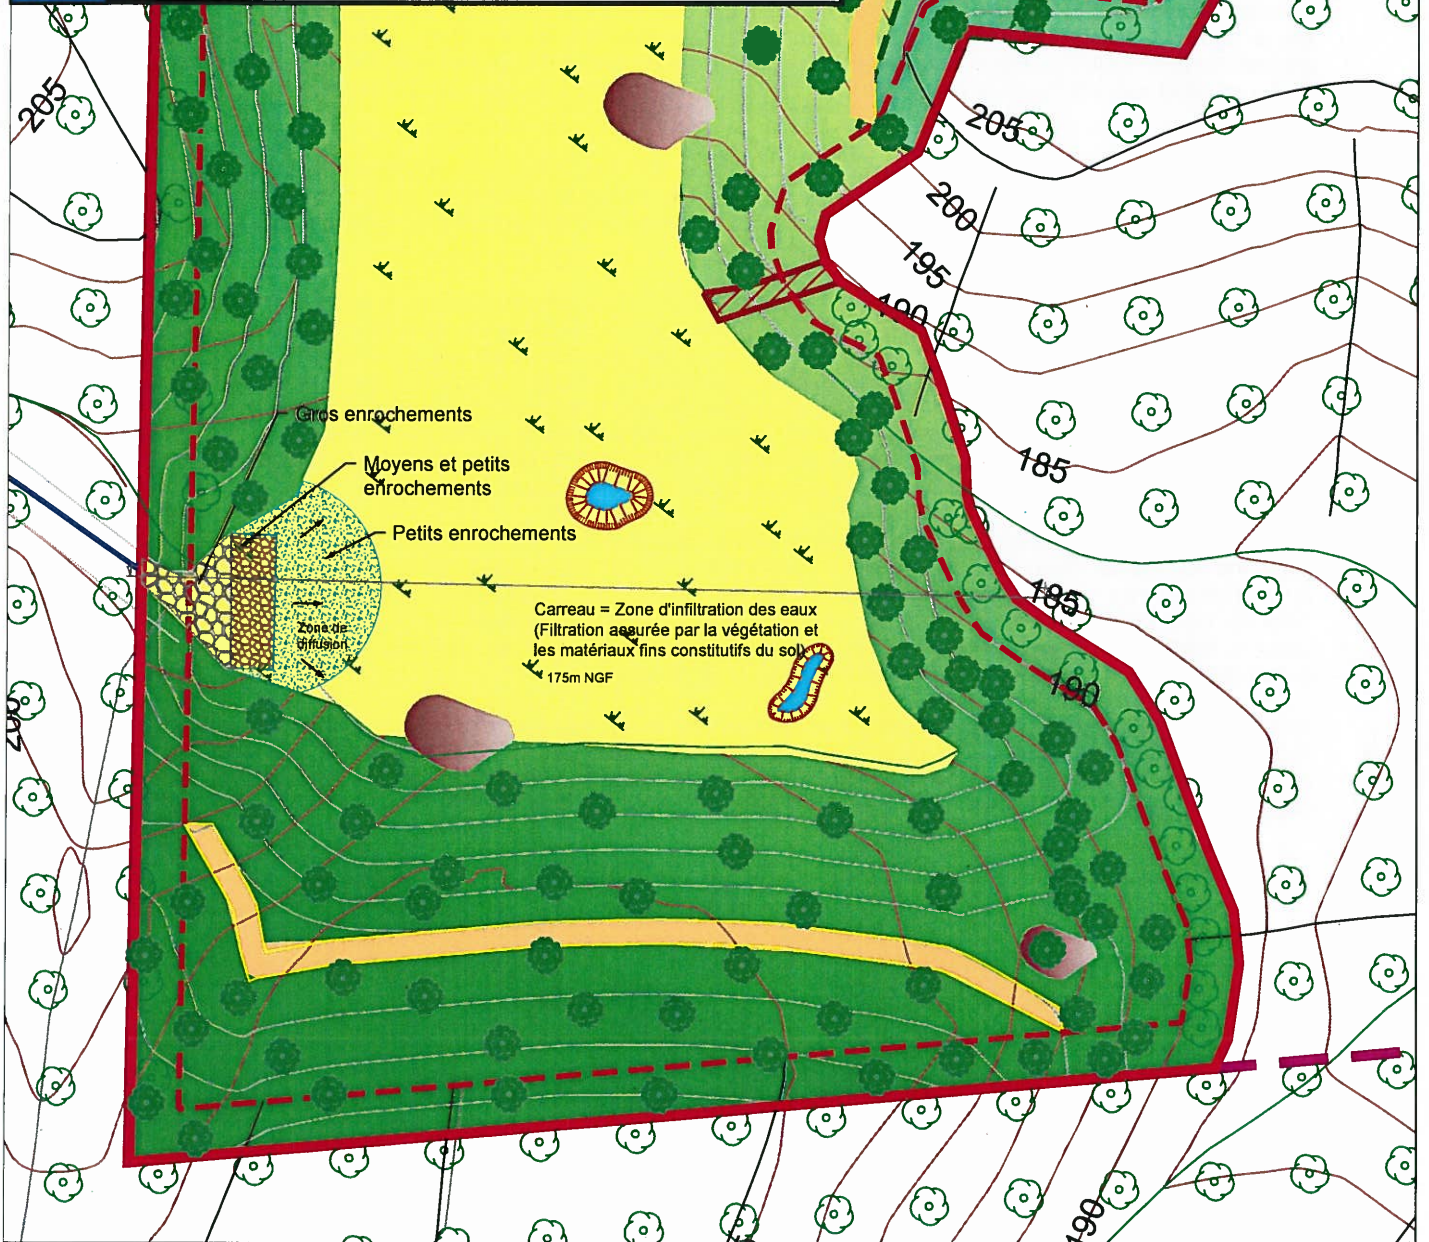 205
205
200
195
190
Gros enrochements
Moyens et petits
enrochements
185
Petits enrochements
185
Carreau = Zone d'infiltration des eaux
(Filtration assurée par la végétation et
les matériaux fins constitutifs du sol)
Zone de
diffusion
175m NGF
190
190